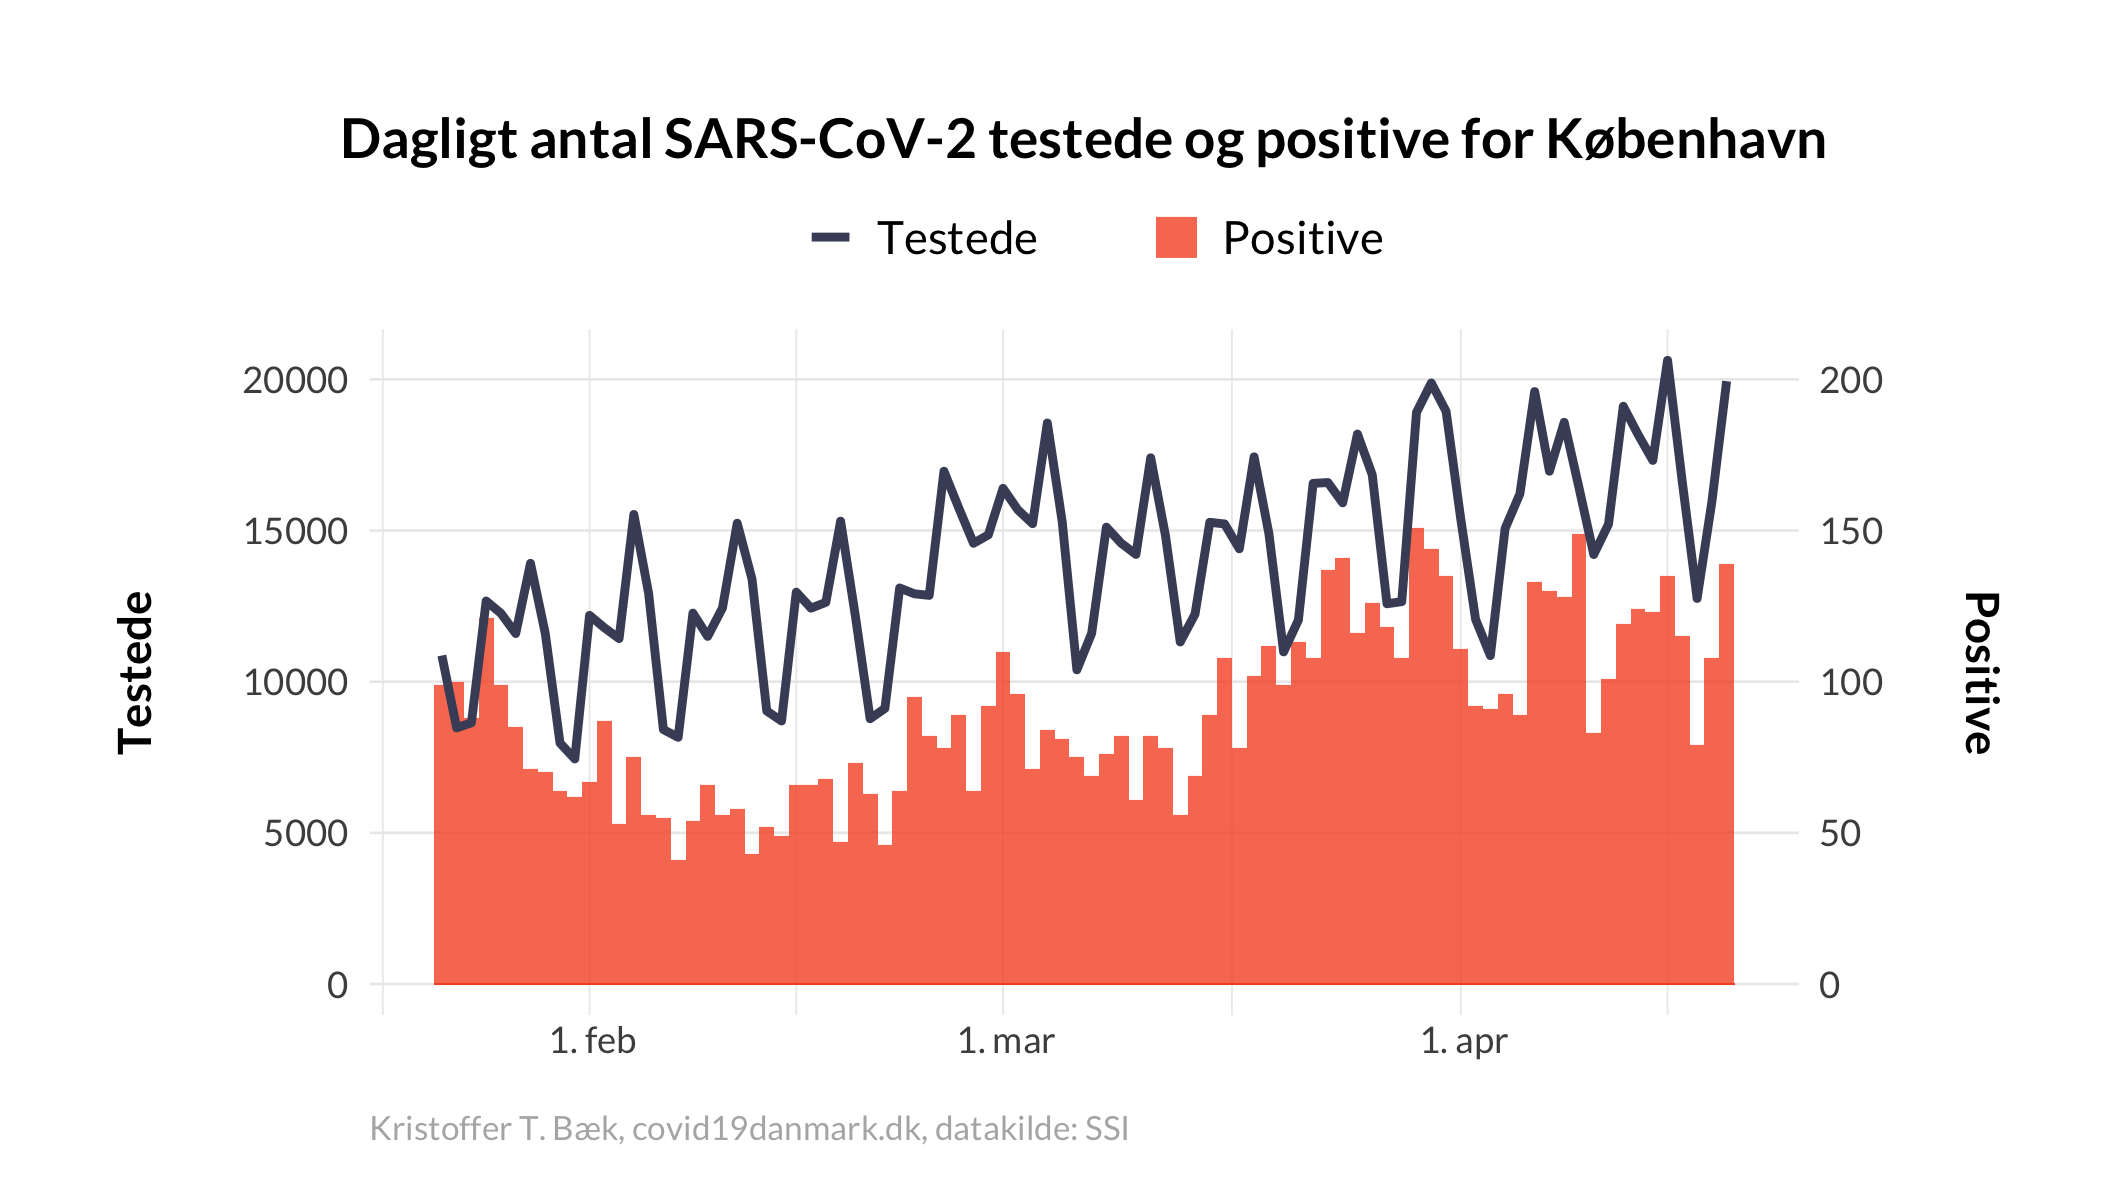 Dagligt antal SARS-CoV-2 testede og positive for København
Testede
Positive
20000
15000
10000
5000
0
Testede
200
150
100
50
0
Positive
1. feb
1. mar
1. apr
Kristoffer T. Bæk, covid19danmark.dk, datakilde: SSI